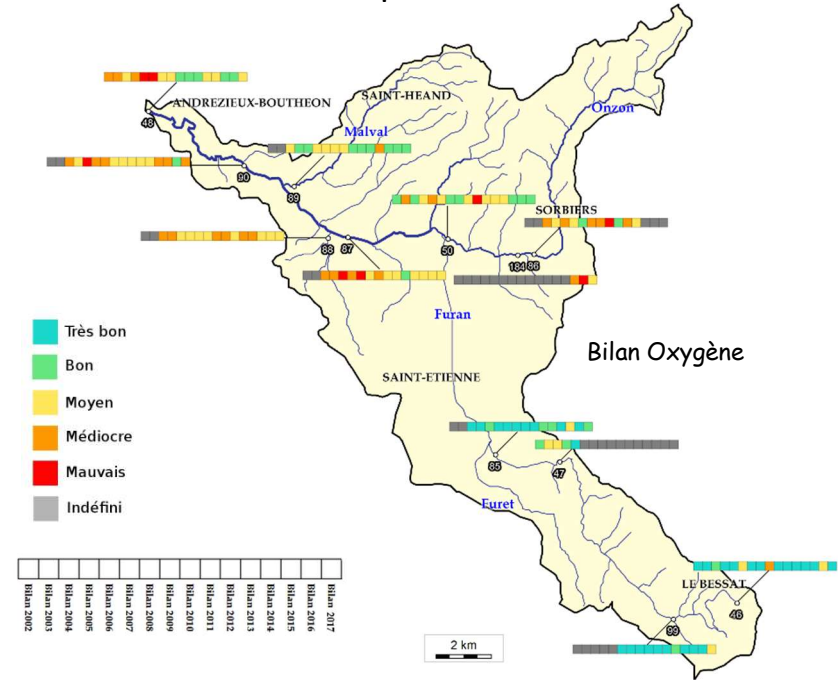 ANDREZIEUX-BOUTHEON
SAINT-HEAND
Onzon
Malval
48
90
89
SORBIERS
88
87
50
184
86
Furan
Très bon
Bon
Moyen
Médiocre
Mauvais
Indéfini
Bilan Oxygène
SAINT-ETIENNE
85
47
Furet
LE BESSAT
46
99
Bilan 2002
Bilan 2003
Bilan 2004
Bilan 2005
Bilan 2006
Bilan 2007
Bilan 2008
Bilan 2009
Bilan 2010
Bilan 2011
Bilan 2012
Bilan 2013
Bilan 2014
Bilan 2015
Bilan 2016
Bilan 2017
2 km